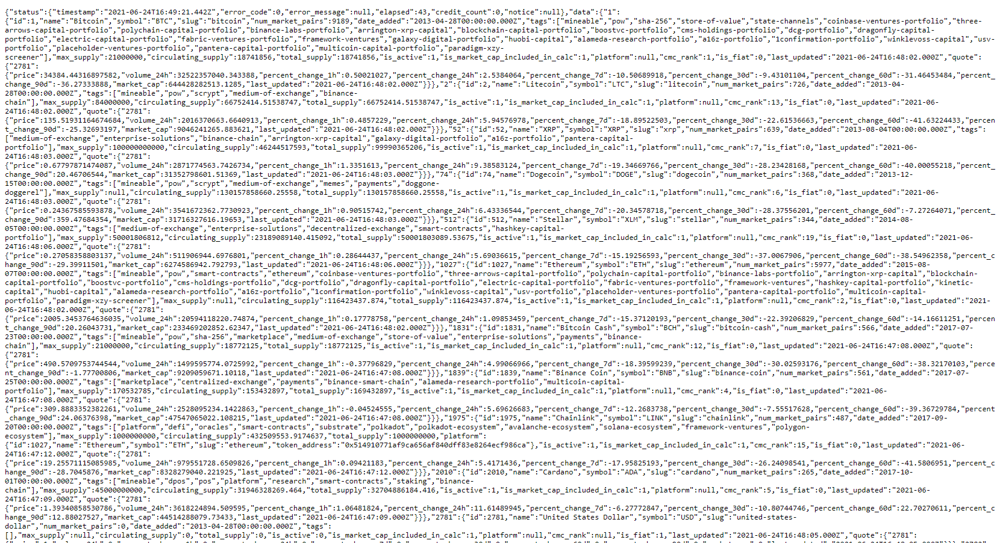 {"status":{"timestamp":"2021-06-24T16:49:21.442Z","error_code":0,"error_message":null,"elapsed":43,"credit_count":0,"notice":null},"data":{"1":
{"id":1,"name":"Bitcoin","symbol":"BTC","slug":"bitcoin","num_market_pairs":9189,"date_added":"2013-04-28T00:00:00.000Z","tags":["mineable","pow","sha-256","store-of-value","state-channels","coinbase-ventures-portfolio","three-
arrows-capital-portfolio","polychain-capital-portfolio","binance-labs-portfolio","arrington-xrp-capital","blockchain-capital-portfolio","boostvc-portfolio","cms-holdings-portfolio","dcg-portfolio","dragonfly-capital-
portfolio","electric-capital-portfolio","fabric-ventures-portfolio","framework-ventures","galaxy-digital-portfolio","huobi-capital","alameda-research-portfolio","a16z-portfolio","1confirmation-portfolio","winklevoss-capital","usv-
portfolio","placeholder-ventures-portfolio","pantera-capital-portfolio","multicoin-capital-portfolio","paradigm-xzy-
screener"],"max_supply":21000000,"circulating_supply":18741856,"total_supply":18741856,"is_active":1,"is_market_cap_included_in_calc":1,"platform":null,"cmc_rank":1,"is_fiat":0,"last_updated":"2021-06-24T16:48:02.000Z","quote":
{"2781":
{"price":34384.44316897582,"volume_24h":32522357040.343388,"percent_change_1h":0.50021027,"percent_change_24h":2.5384064,"percent_change_7d":-10.50689918,"percent_change_30d":-9.43101104,"percent_change_60d":-31.46453484,"percent_
change_90d":-36.27333888,"market_cap":644428282513.1285,"last_updated":"2021-06-24T16:48:02.000Z"}}},"2":{"id":2,"name":"Litecoin","symbol":"LTC","slug":"litecoin","num_market_pairs":726,"date_added":"2013-04-
28T00:00:00.000Z","tags":["mineable","pow","scrypt","medium-of-exchange","binance-
chain"],"max_supply":84000000,"circulating_supply":66752414.51538747,"total_supply":66752414.51538747,"is_active":1,"is_market_cap_included_in_calc":1,"platform":null,"cmc_rank":13,"is_fiat":0,"last_updated":"2021-06-
24T16:48:02.000Z","quote":{"2781":
{"price":135.51931164674684,"volume_24h":2016370663.6640913,"percent_change_1h":0.4857229,"percent_change_24h":5.94576978,"percent_change_7d":-18.89522503,"percent_change_30d":-22.61536663,"percent_change_60d":-41.63224433,"percen
t_change_90d":-25.32693197,"market_cap":9046241265.883621,"last_updated":"2021-06-24T16:48:02.000Z"}}},"52":{"id":52,"name":"XRP","symbol":"XRP","slug":"xrp","num_market_pairs":639,"date_added":"2013-08-04T00:00:00.000Z","tags":
["medium-of-exchange","enterprise-solutions","binance-chain","arrington-xrp-capital","galaxy-digital-portfolio","a16z-portfolio","pantera-capital-
portfolio"],"max_supply":100000000000,"circulating_supply":46244517593,"total_supply":99990365206,"is_active":1,"is_market_cap_included_in_calc":1,"platform":null,"cmc_rank":7,"is_fiat":0,"last_updated":"2021-06-
24T16:48:03.000Z","quote":{"2781":
{"price":0.67797871474087,"volume_24h":2871774563.7426734,"percent_change_1h":1.3351613,"percent_change_24h":9.38583124,"percent_change_7d":-19.34669766,"percent_change_30d":-28.23428168,"percent_change_60d":-40.00055218,"percent_
change_90d":20.46706544,"market_cap":31352798601.51369,"last_updated":"2021-06-24T16:48:03.000Z"}}},"74":{"id":74,"name":"Dogecoin","symbol":"DOGE","slug":"dogecoin","num_market_pairs":368,"date_added":"2013-12-
15T00:00:00.000Z","tags":["mineable","pow","scrypt","medium-of-exchange","memes","payments","doggone-
doggerel"],"max_supply":null,"circulating_supply":130157858660.25558,"total_supply":130157858660.25558,"is_active":1,"is_market_cap_included_in_calc":1,"platform":null,"cmc_rank":6,"is_fiat":0,"last_updated":"2021-06-
24T16:48:03.000Z","quote":{"2781":
{"price":0.24367585593878,"volume_24h":3541672362.7730923,"percent_change_1h":0.90515742,"percent_change_24h":6.43336544,"percent_change_7d":-20.34578718,"percent_change_30d":-28.37556201,"percent_change_60d":-7.27264071,"percent_
change_90d":359.47684354,"market_cap":31716327616.19653,"last_updated":"2021-06-24T16:48:03.000Z"}}},"512":{"id":512,"name":"Stellar","symbol":"XLM","slug":"stellar","num_market_pairs":344,"date_added":"2014-08-
05T00:00:00.000Z","tags":["medium-of-exchange","enterprise-solutions","decentralized-exchange","smart-contracts","hashkey-capital-
portfolio"],"max_supply":50001806812,"circulating_supply":23189089140.415092,"total_supply":50001803089.53675,"is_active":1,"is_market_cap_included_in_calc":1,"platform":null,"cmc_rank":19,"is_fiat":0,"last_updated":"2021-06-
24T16:48:06.000Z","quote":{"2781":
{"price":0.27058358803137,"volume_24h":511906944.6976801,"percent_change_1h":0.28644437,"percent_change_24h":5.69036615,"percent_change_7d":-15.19256593,"percent_change_30d":-37.0067906,"percent_change_60d":-38.54962358,"percent_c
hange_90d":-29.39911501,"market_cap":6274586942.792793,"last_updated":"2021-06-24T16:48:06.000Z"}}},"1027":{"id":1027,"name":"Ethereum","symbol":"ETH","slug":"ethereum","num_market_pairs":5977,"date_added":"2015-08-
07T00:00:00.000Z","tags":["mineable","pow","smart-contracts","ethereum","coinbase-ventures-portfolio","three-arrows-capital-portfolio","polychain-capital-portfolio","binance-labs-portfolio","arrington-xrp-capital","blockchain-
capital-portfolio","boostvc-portfolio","cms-holdings-portfolio","dcg-portfolio","dragonfly-capital-portfolio","electric-capital-portfolio","fabric-ventures-portfolio","framework-ventures","hashkey-capital-portfolio","kinetic-
capital","huobi-capital","alameda-research-portfolio","a16z-portfolio","1confirmation-portfolio","winklevoss-capital","usv-portfolio","placeholder-ventures-portfolio","pantera-capital-portfolio","multicoin-capital-
portfolio","paradigm-xzy-screener"],"max_supply":null,"circulating_supply":116423437.874,"total_supply":116423437.874,"is_active":1,"is_market_cap_included_in_calc":1,"platform":null,"cmc_rank":2,"is_fiat":0,"last_updated":"2021-
06-24T16:48:02.000Z","quote":{"2781":
{"price":2005.3453764636035,"volume_24h":20594118220.74874,"percent_change_1h":0.17778758,"percent_change_24h":1.09853459,"percent_change_7d":-15.37120193,"percent_change_30d":-22.39206829,"percent_change_60d":-14.16611251,"percen
t_change_90d":20.26043731,"market_cap":233469202852.62347,"last_updated":"2021-06-24T16:48:02.000Z"}}},"1831":{"id":1831,"name":"Bitcoin Cash","symbol":"BCH","slug":"bitcoin-cash","num_market_pairs":566,"date_added":"2017-07-
23T00:00:00.000Z","tags":["mineable","pow","sha-256","marketplace","medium-of-exchange","store-of-value","enterprise-solutions","payments","binance-
chain"],"max_supply":21000000,"circulating_supply":18772125,"total_supply":18772125,"is_active":1,"is_market_cap_included_in_calc":1,"platform":null,"cmc_rank":12,"is_fiat":0,"last_updated":"2021-06-24T16:47:08.000Z","quote":
{"2781":
{"price":490.5709753744544,"volume_24h":1499595774.0725992,"percent_change_1h":-0.37796829,"percent_change_24h":4.99066966,"percent_change_7d":-18.39599239,"percent_change_30d":-30.02593176,"percent_change_60d":-38.32170103,"perce
nt_change_90d":-1.77700806,"market_cap":9209059671.10118,"last_updated":"2021-06-24T16:47:08.000Z"}}},"1839":{"id":1839,"name":"Binance Coin","symbol":"BNB","slug":"binance-coin","num_market_pairs":561,"date_added":"2017-07-
25T00:00:00.000Z","tags":["marketplace","centralized-exchange","payments","binance-smart-chain","alameda-research-portfolio","multicoin-capital-
portfolio"],"max_supply":170532785,"circulating_supply":153432897,"total_supply":169432897,"is_active":1,"is_market_cap_included_in_calc":1,"platform":null,"cmc_rank":4,"is_fiat":0,"last_updated":"2021-06-
24T16:47:08.000Z","quote":{"2781":
{"price":309.8883352382261,"volume_24h":2528095234.1422863,"percent_change_1h":-0.04524555,"percent_change_24h":5.69626683,"percent_change_7d":-12.2683738,"percent_change_30d":-7.55517628,"percent_change_60d":-39.36729784,"percent
_change_90d":24.06376398,"market_cap":47547065022.108215,"last_updated":"2021-06-24T16:47:08.000Z"}}},"1975":{"id":1975,"name":"Chainlink","symbol":"LINK","slug":"chainlink","num_market_pairs":487,"date_added":"2017-09-
20T00:00:00.000Z","tags":["platform","defi","oracles","smart-contracts","substrate","polkadot","polkadot-ecosystem","avalanche-ecosystem","solana-ecosystem","framework-ventures","polygon-
ecosystem"],"max_supply":1000000000,"circulating_supply":432509553.9174637,"total_supply":1000000000,"platform":
{"id":1027,"name":"Ethereum","symbol":"ETH","slug":"ethereum","token_address":"0x514910771af9ca656af840dff83e8264ecf986ca"},"is_active":1,"is_market_cap_included_in_calc":1,"cmc_rank":15,"is_fiat":0,"last_updated":"2021-06-
24T16:47:12.000Z","quote":{"2781":
{"price":19.25571115085985,"volume_24h":979551728.6509826,"percent_change_1h":0.09421183,"percent_change_24h":5.4171436,"percent_change_7d":-17.95825193,"percent_change_30d":-26.24098541,"percent_change_60d":-41.5806951,"percent_c
hange_90d":-28.7045876,"market_cap":8328279040.221925,"last_updated":"2021-06-24T16:47:12.000Z"}}},"2010":{"id":2010,"name":"Cardano","symbol":"ADA","slug":"cardano","num_market_pairs":265,"date_added":"2017-10-
01T00:00:00.000Z","tags":["mineable","dpos","pos","platform","research","smart-contracts","staking","binance-
chain"],"max_supply":45000000000,"circulating_supply":31946328269.464,"total_supply":32704886184.416,"is_active":1,"is_market_cap_included_in_calc":1,"platform":null,"cmc_rank":5,"is_fiat":0,"last_updated":"2021-06-
24T16:47:09.000Z","quote":{"2781":
{"price":1.39340858530786,"volume_24h":3618224894.509595,"percent_change_1h":1.06481824,"percent_change_24h":11.61489945,"percent_change_7d":-6.27772847,"percent_change_30d":-10.80744746,"percent_change_60d":22.70270611,"percent_c
hange_90d":12.88027527,"market_cap":44514288079.73433,"last_updated":"2021-06-24T16:47:09.000Z"}}},"2781":{"id":2781,"name":"United States Dollar","symbol":"USD","slug":"united-states-
dollar","num_market_pairs":0,"date_added":"2013-04-28T00:00:00.000Z","tags":
[],"max_supply":null,"circulating_supply":0,"total_supply":0,"is_active":0,"is_market_cap_included_in_calc":1,"platform":null,"cmc_rank":null,"is_fiat":1,"last_updated":"2021-06-24T16:48:05.000Z","quote":{"2781":